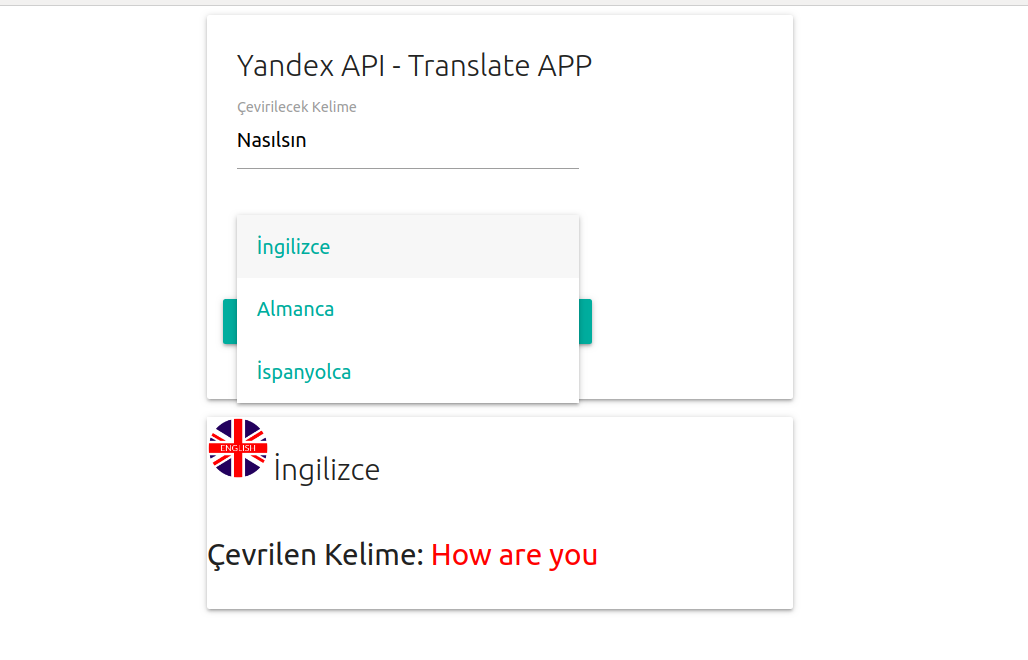 Yandex API - Translate APP
Çevirilecek Kelime
Nasılsın
İngilizce
Almanca
İspanyolca
ENGLISH
İngilizce
Çevrilen Kelime: How are you